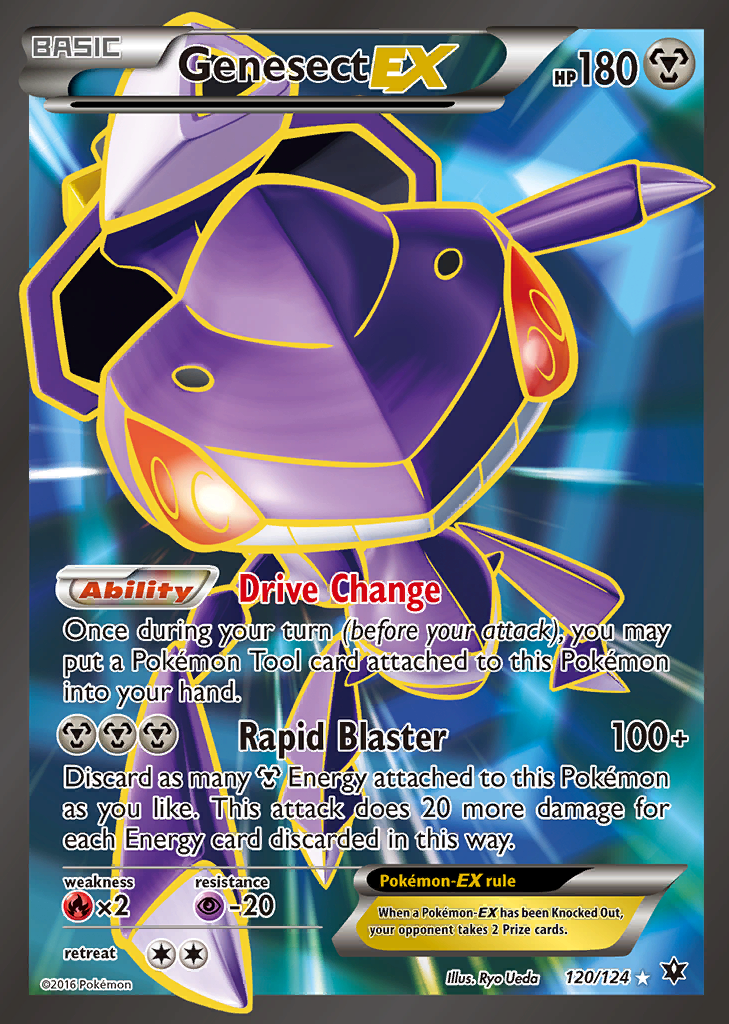 BASIC
Genesect EX
HP 180
Ability Drive Change
Once during your turn (before your attack), you may
put a Pokémon Tool card attached to this Pokémon
into your hand.
Rapid Blaster 100+
Discard as many Energy attached to this Pokémon
as you like. This attack does 20 more damage for
each Energy card discarded in this way.
weakness
×2
resistance
-20
retreat
Pokémon-EX rule
When a Pokémon-EX has been Knocked Out,
your opponent takes 2 Prize cards.
©2016 Pokémon
Illus. Ryo Ueda
120/124